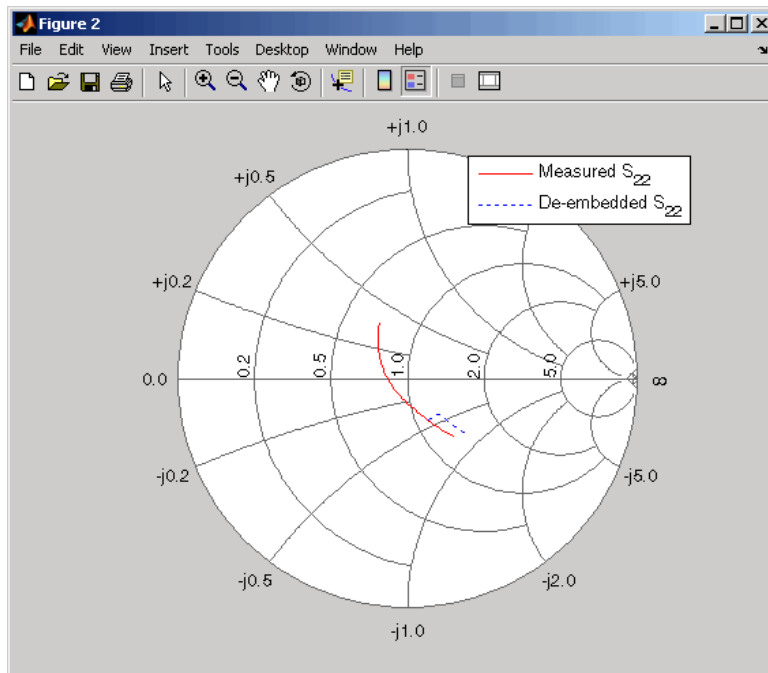 Figure 2
File Edit View Insert Tools Desktop Window Help
+j1.0
Measured S22
De-embedded S22
+j0.5
+j0.2
+j5.0
0.0
0.2
0.5
1.0
2.0
5.0
∞
-j0.2
-j5.0
-j0.5
-j2.0
-j1.0